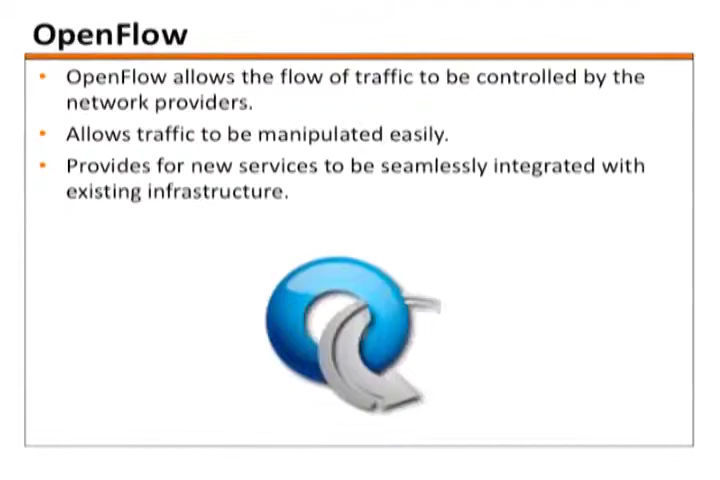 OpenFlow
• OpenFlow allows the flow of traffic to be controlled by the
network providers.
• Allows traffic to be manipulated easily.
• Provides for new services to be seamlessly integrated with
existing infrastructure.